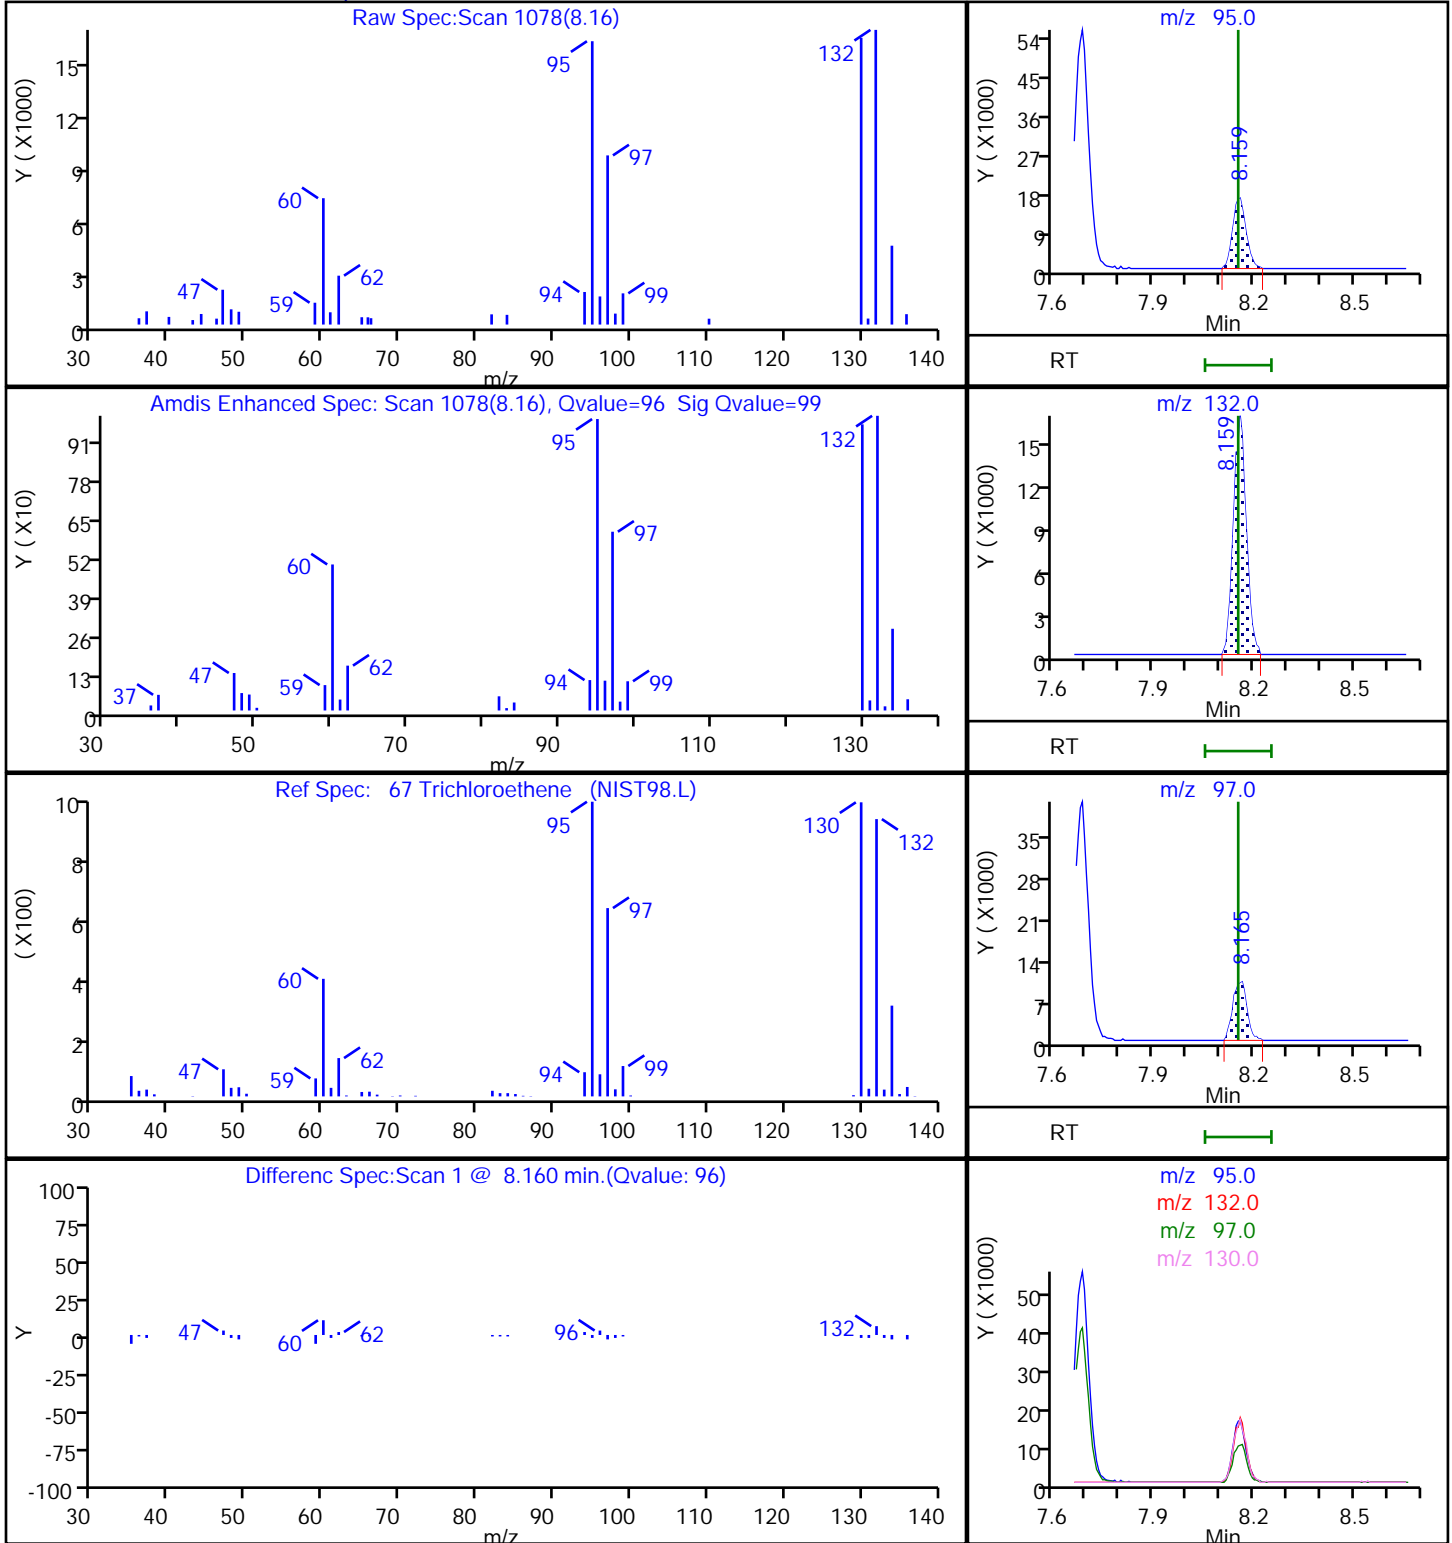 Raw Spec:Scan 1078(8.16)
Y ( X1000)
15
12
9
6
3
0
47
59
60
62
94
95
97
99
132
30 40 50 60 70 80 90 100 110 120 130 140
m/z
m/z 95.0
Y ( X1000)
54
45
36
27
18
9
0
8.159
7.6 7.9 8.2 8.5
Min
RT
Amdis Enhanced Spec: Scan 1078(8.16), Qvalue=96 Sig Qvalue=99
Y ( X10)
91
78
65
52
39
26
13
0
37
47
59
60
62
94
95
97
99
132
30 50 70 90 110 130
m/z
m/z 132.0
Y ( X1000)
15
12
9
6
3
0
8.159
7.6 7.9 8.2 8.5
Min
RT
Ref Spec: 67 Trichloroethene (NIST98.L)
( X100)
10
8
6
4
2
0
47
59
60
62
94
95
97
99
130
132
30 40 50 60 70 80 90 100 110 120 130 140
m/z 97.0
Y ( X1000)
35
28
21
14
7
0
8.165
7.6 7.9 8.2 8.5
Min
RT
Differenc Spec:Scan 1 @ 8.160 min.(Qvalue: 96)
Y
100
75
50
25
0
-25
-50
-75
-100
47
60
62
96
132
30 40 50 60 70 80 90 100 110 120 130 140
m/z
m/z 95.0
m/z 132.0
m/z 97.0
m/z 130.0
Y ( X1000)
50
40
30
20
10
0
7.6 7.9 8.2 8.5
Min